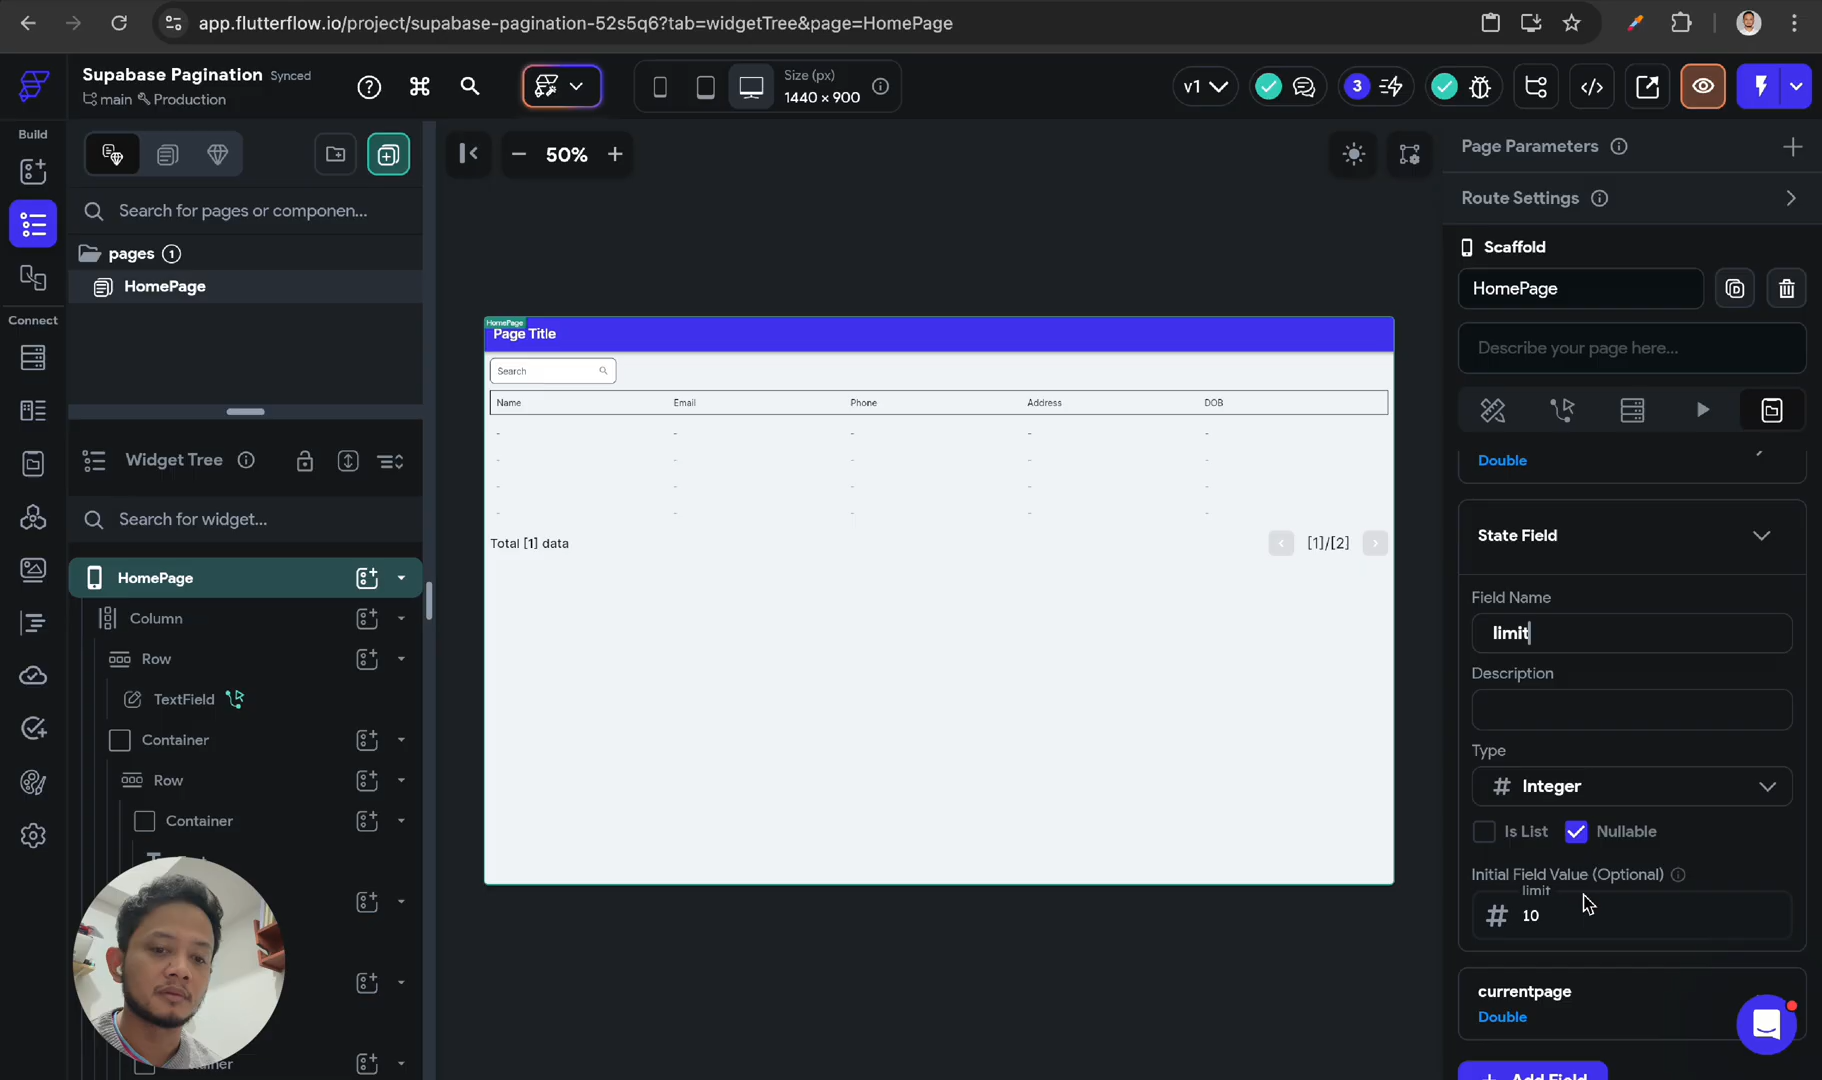 app.flutterflow.io/project/supabase-pagination-52s5q6?tab=widgetTree&page=HomePage
Supabase Pagination Synced
main Production
Size (px)
1440 × 900
v1
3
Build
50%
Search for pages or componen...
pages 1
HomePage
Connect
Widget Tree
Search for widget...
HomePage
Column
Row
TextField
Container
Row
Container
HomePage
Page Title
Search
Name Email Phone Address DOB
- - - - -
- - - - -
- - - - -
- - - - -
Total [1] data
[1]/[2]
Page Parameters
Route Settings
Scaffold
HomePage
Describe your page here...
Double
State Field
Field Name
limit
Description
Type
# Integer
Is List Nullable
Initial Field Value (Optional)
limit
# 10
currentpage
Double
+ Add Field